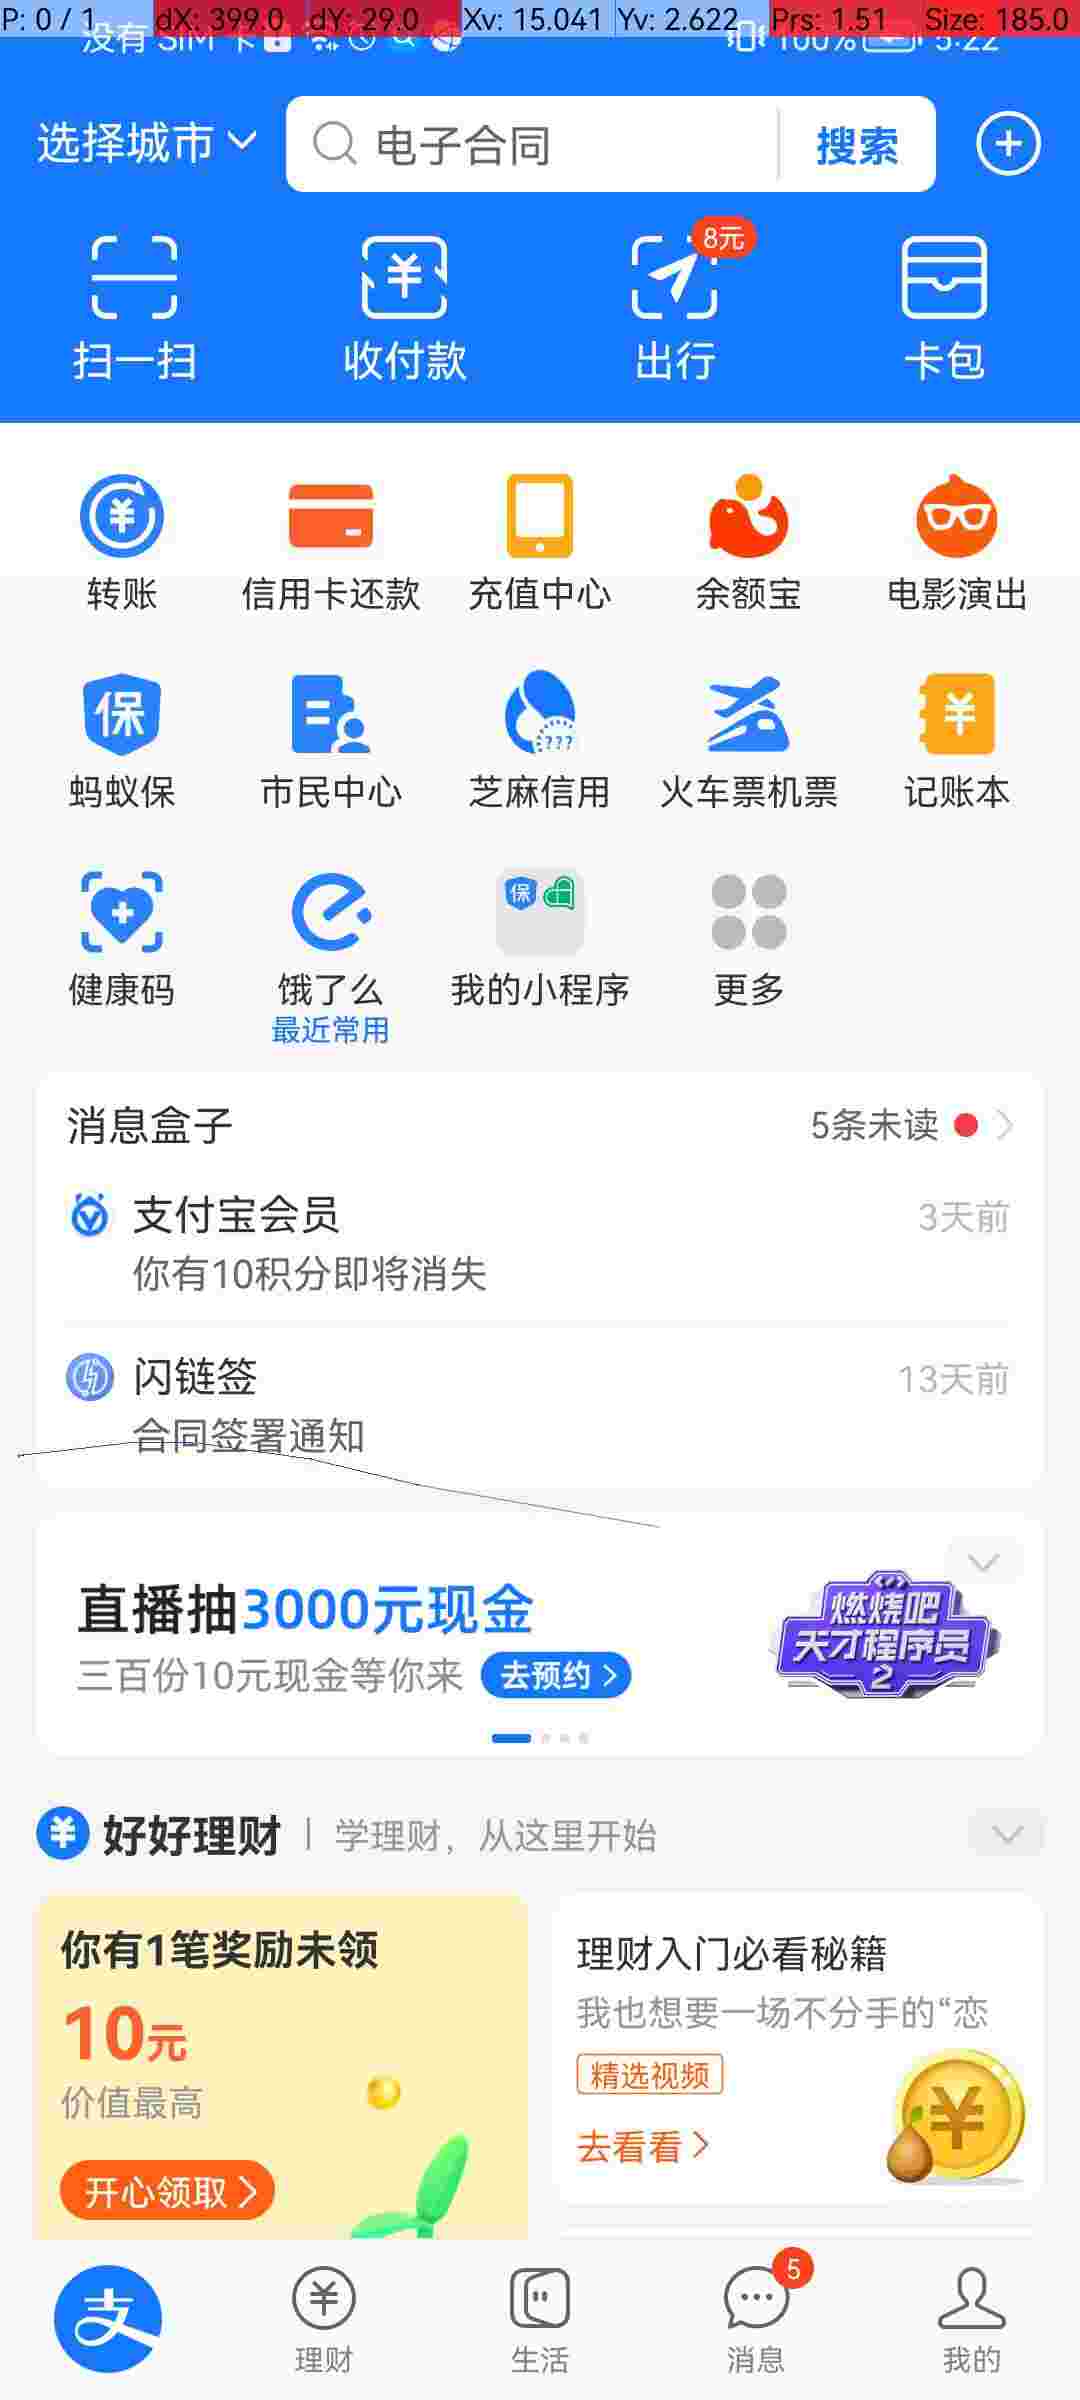 P: 0 / 1 dX: 399.0 dY: 29.0 Xv: 15.041 Yv: 2.622 Prs: 1.51 Size: 185.0
没有 SIM 卡 100% 5:22
选择城市 电子合同 搜索
8元
扫一扫 收付款 出行 卡包
转账 信用卡还款 充值中心 余额宝 电影演出
保 ???
蚂蚁保 市民中心 芝麻信用 火车票机票 记账本
保
健康码 饿了么 我的小程序 更多
最近常用
消息盒子 5条未读
支付宝会员 3天前
你有10积分即将消失
闪链签 13天前
合同签署通知
直播抽3000元现金
三百份10元现金等你来 去预约
燃烧吧
天才程序员
2
好好理财 学理财，从这里开始
你有1笔奖励未领
10元
价值最高
开心领取
理财入门必看秘籍
我也想要一场不分手的“恋
精选视频
去看看
5
支 理财 生活 消息 我的